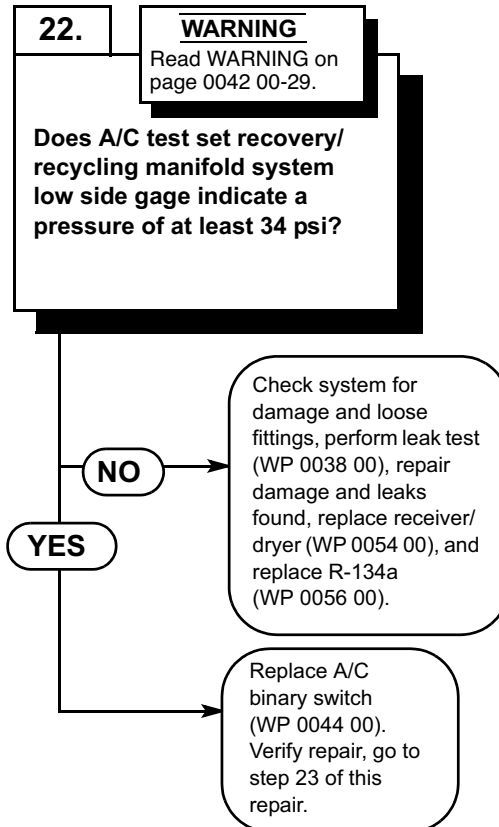 22.
WARNING
Read WARNING on
page 0042 00-29.
Does A/C test set recovery/
recycling manifold system
low side gage indicate a
pressure of at least 34 psi?
NO
Check system for
damage and loose
fittings, perform leak test
(WP 0038 00), repair
damage and leaks
found, replace receiver/
dryer (WP 0054 00), and
replace R-134a
(WP 0056 00).
YES
Replace A/C
binary switch
(WP 0044 00).
Verify repair, go to
step 23 of this
repair.